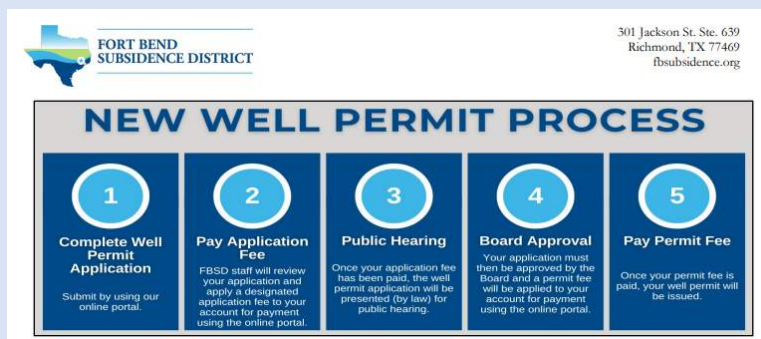 FORT BEND
SUBSIDENCE DISTRICT
301 Jackson St. Ste. 639
Richmond, TX 77469
fbsubsidence.org
NEW WELL PERMIT PROCESS
1
Complete Well
Permit
Application
Submit by using our
online portal.
2
Pay Application
Fee
FBSD staff will review
your application and
apply a designated
application fee to your
account for payment
using the online portal.
3
Public Hearing
Once your application fee
has been paid, the well
permit application will be
presented (by law) for
public hearing.
4
Board Approval
Your application must
then be approved by the
Board and a permit fee
will be applied to your
account for payment
using the online portal.
5
Pay Permit Fee
Once your permit fee is
paid, your well permit will
be issued.